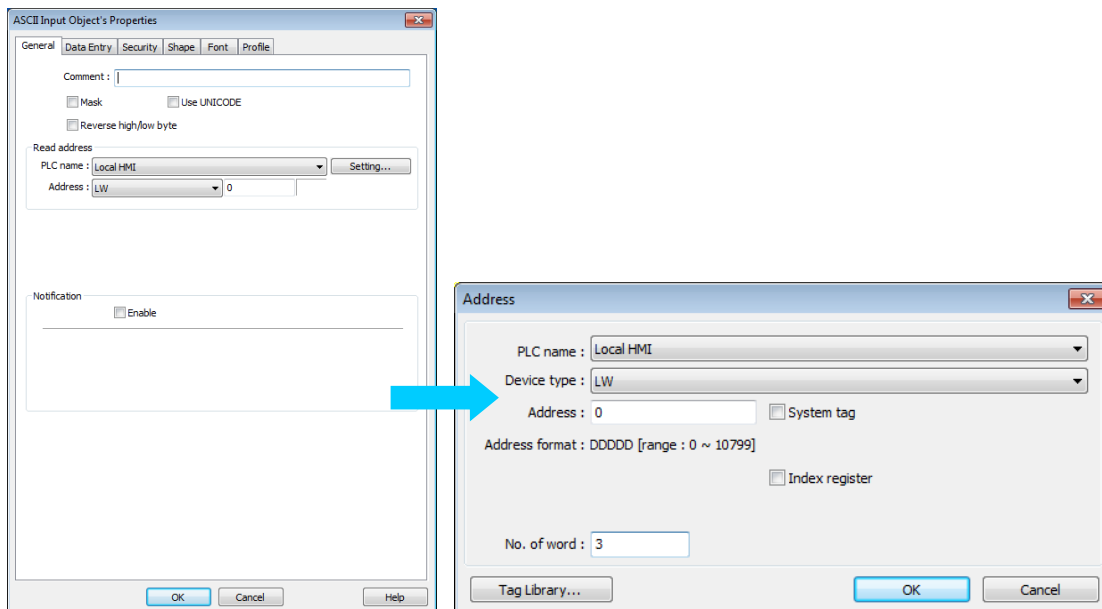 ASCII Input Object's Properties
General Data Entry Security Shape Font Profile
Comment :
Mask Use UNICODE
Reverse high/low byte
Read address
PLC name : Local HMI Setting...
Address : LW 0
Notification
Enable
OK Cancel Help
Address
PLC name : Local HMI
Device type : LW
Address : 0 System tag
Address format : DDDDD [range : 0 ~ 10799]
Index register
No. of word : 3
Tag Library... OK Cancel